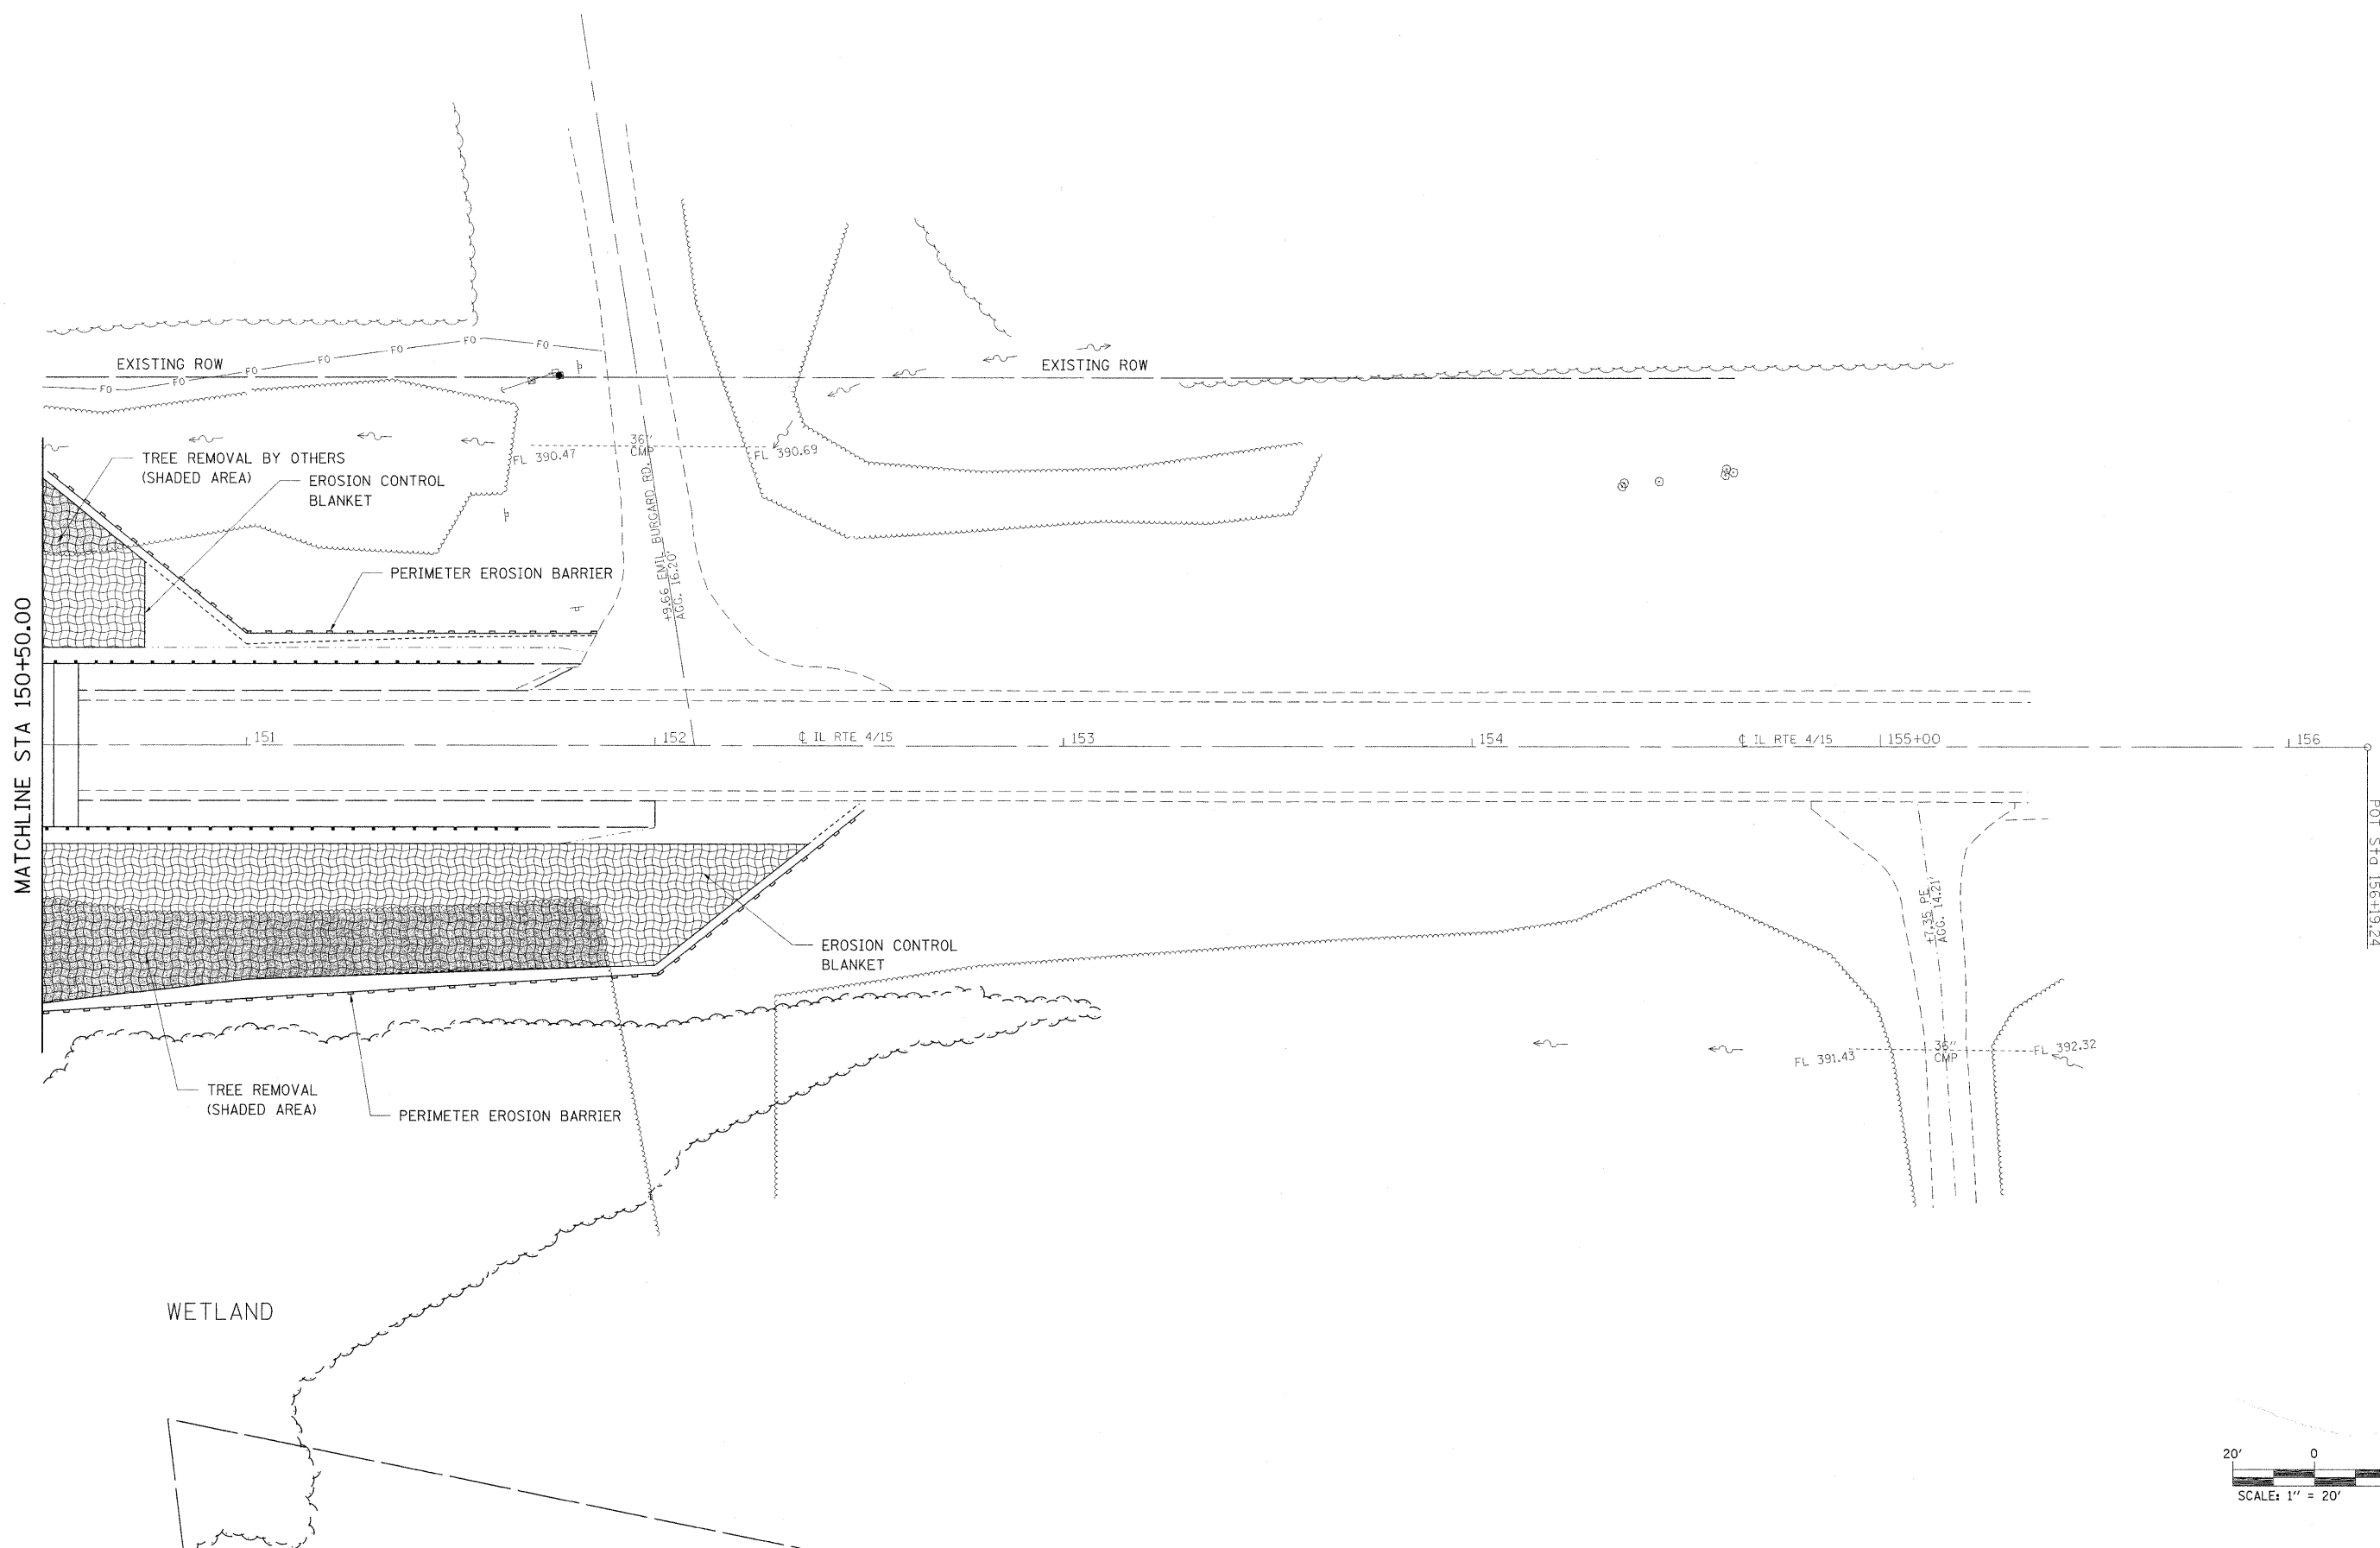 FO
FO
FO
FO
FO
EXISTING ROW
FO
FO
EXISTING ROW
TREE REMOVAL BY OTHERS
(SHADED AREA)
EROSION CONTROL
BLANKET
FL 390.47
36"
CMP
FL 390.69
PERIMETER EROSION BARRIER
+9.66 EMIL BURGARD RD.
AGG. 16.20'
MATCHLINE STA 150+50.00
151
152
℄ IL RTE 4/15
153
154
℄ IL RTE 4/15
155+00
156
POT Sta 156+19.24
+7.35 PE
AGG. 14.21'
EROSION CONTROL
BLANKET
FL 391.43
36"
CMP
FL 392.32
TREE REMOVAL
(SHADED AREA)
PERIMETER EROSION BARRIER
WETLAND
20' 0
SCALE: 1" = 20'